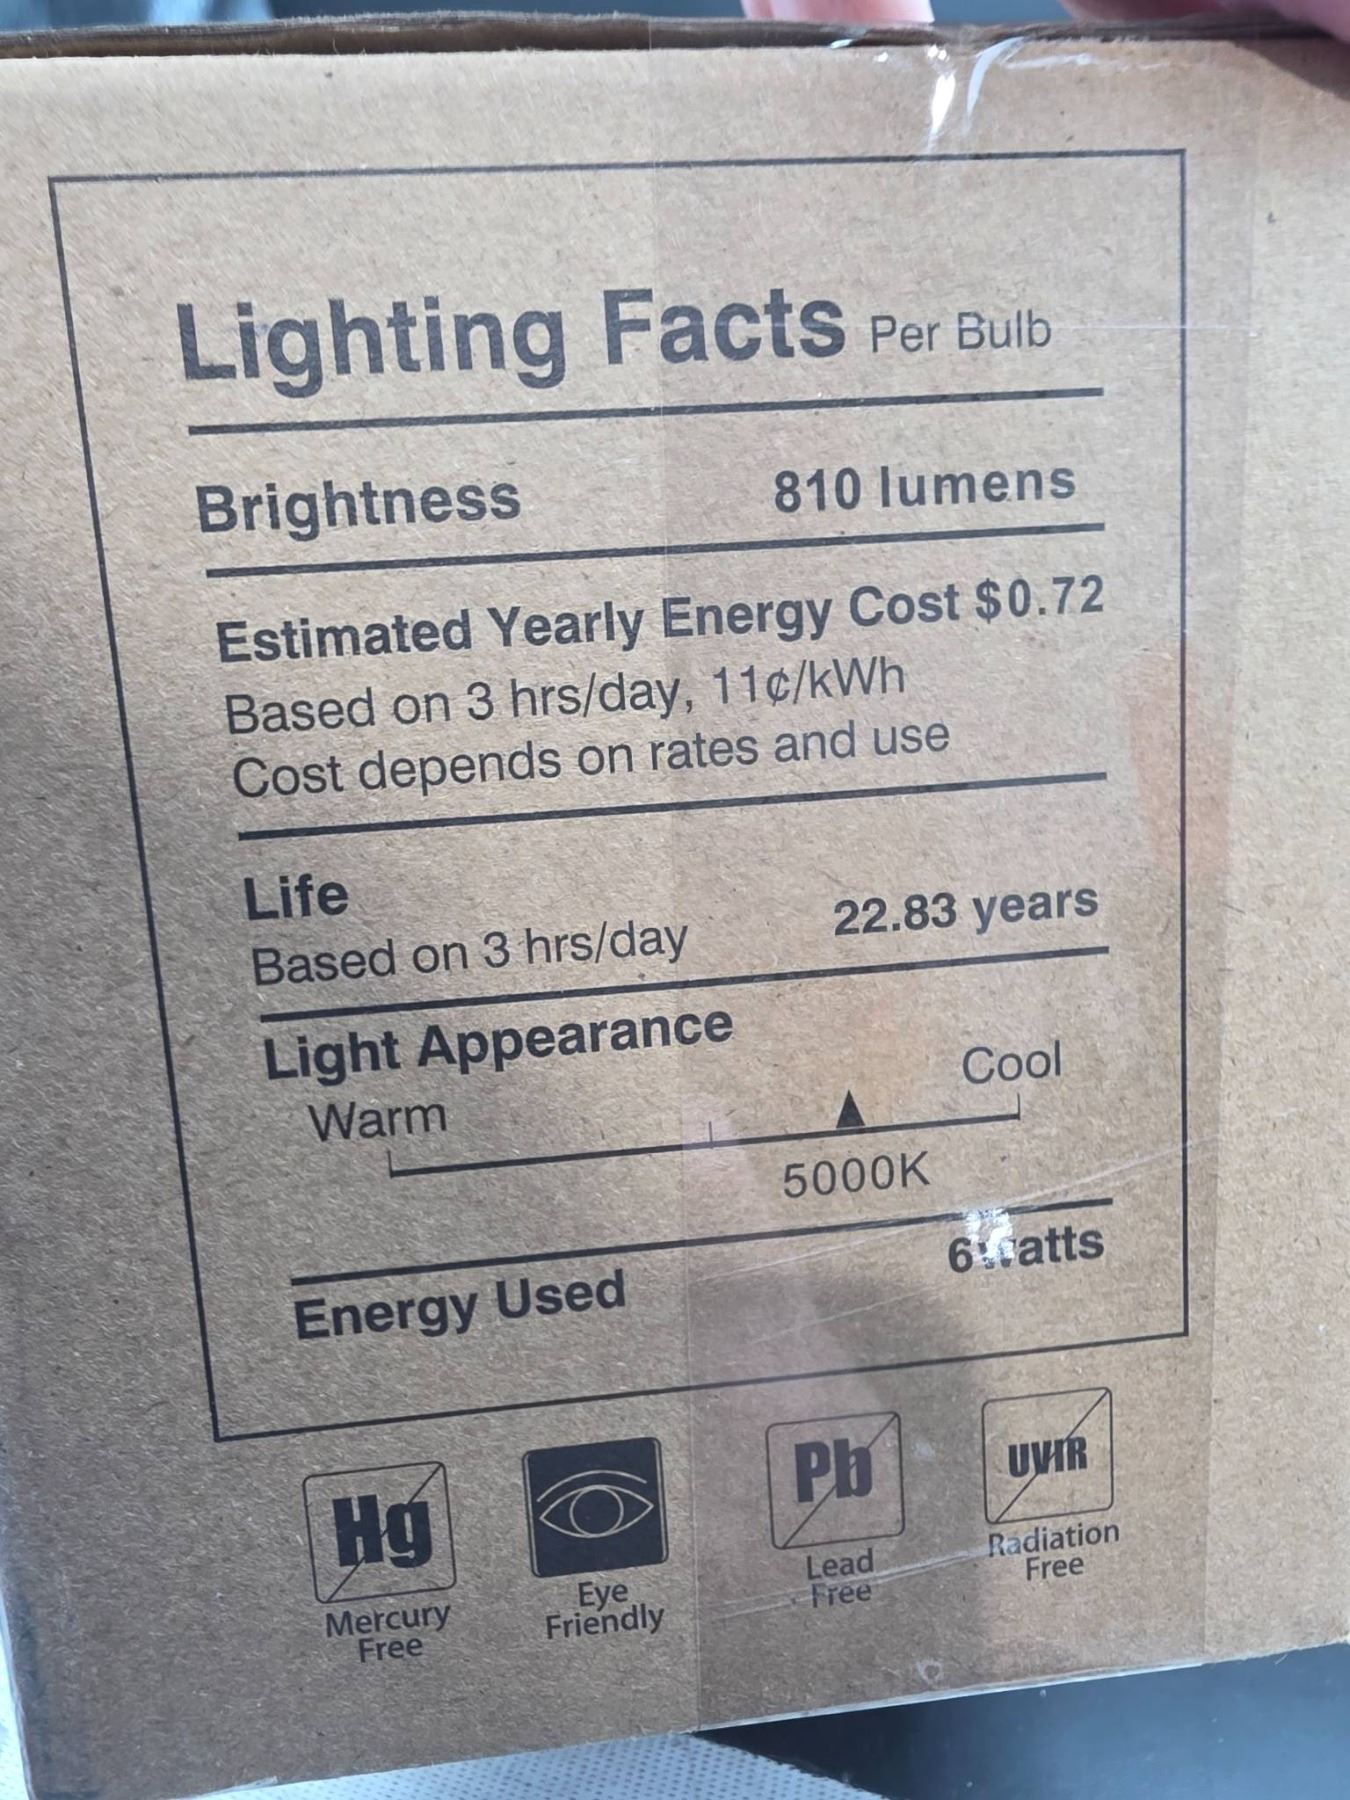 Lighting Facts Per Bulb
Brightness 810 lumens
Estimated Yearly Energy Cost $0.72
Based on 3 hrs/day, 11¢/kWh
Cost depends on rates and use
Life
Based on 3 hrs/day 22.83 years
Light Appearance
Warm Cool
5000K
Energy Used 6watts
Hg
Mercury
Free
Eye
Friendly
Pb
Lead
Free
UVIR
Radiation
Free